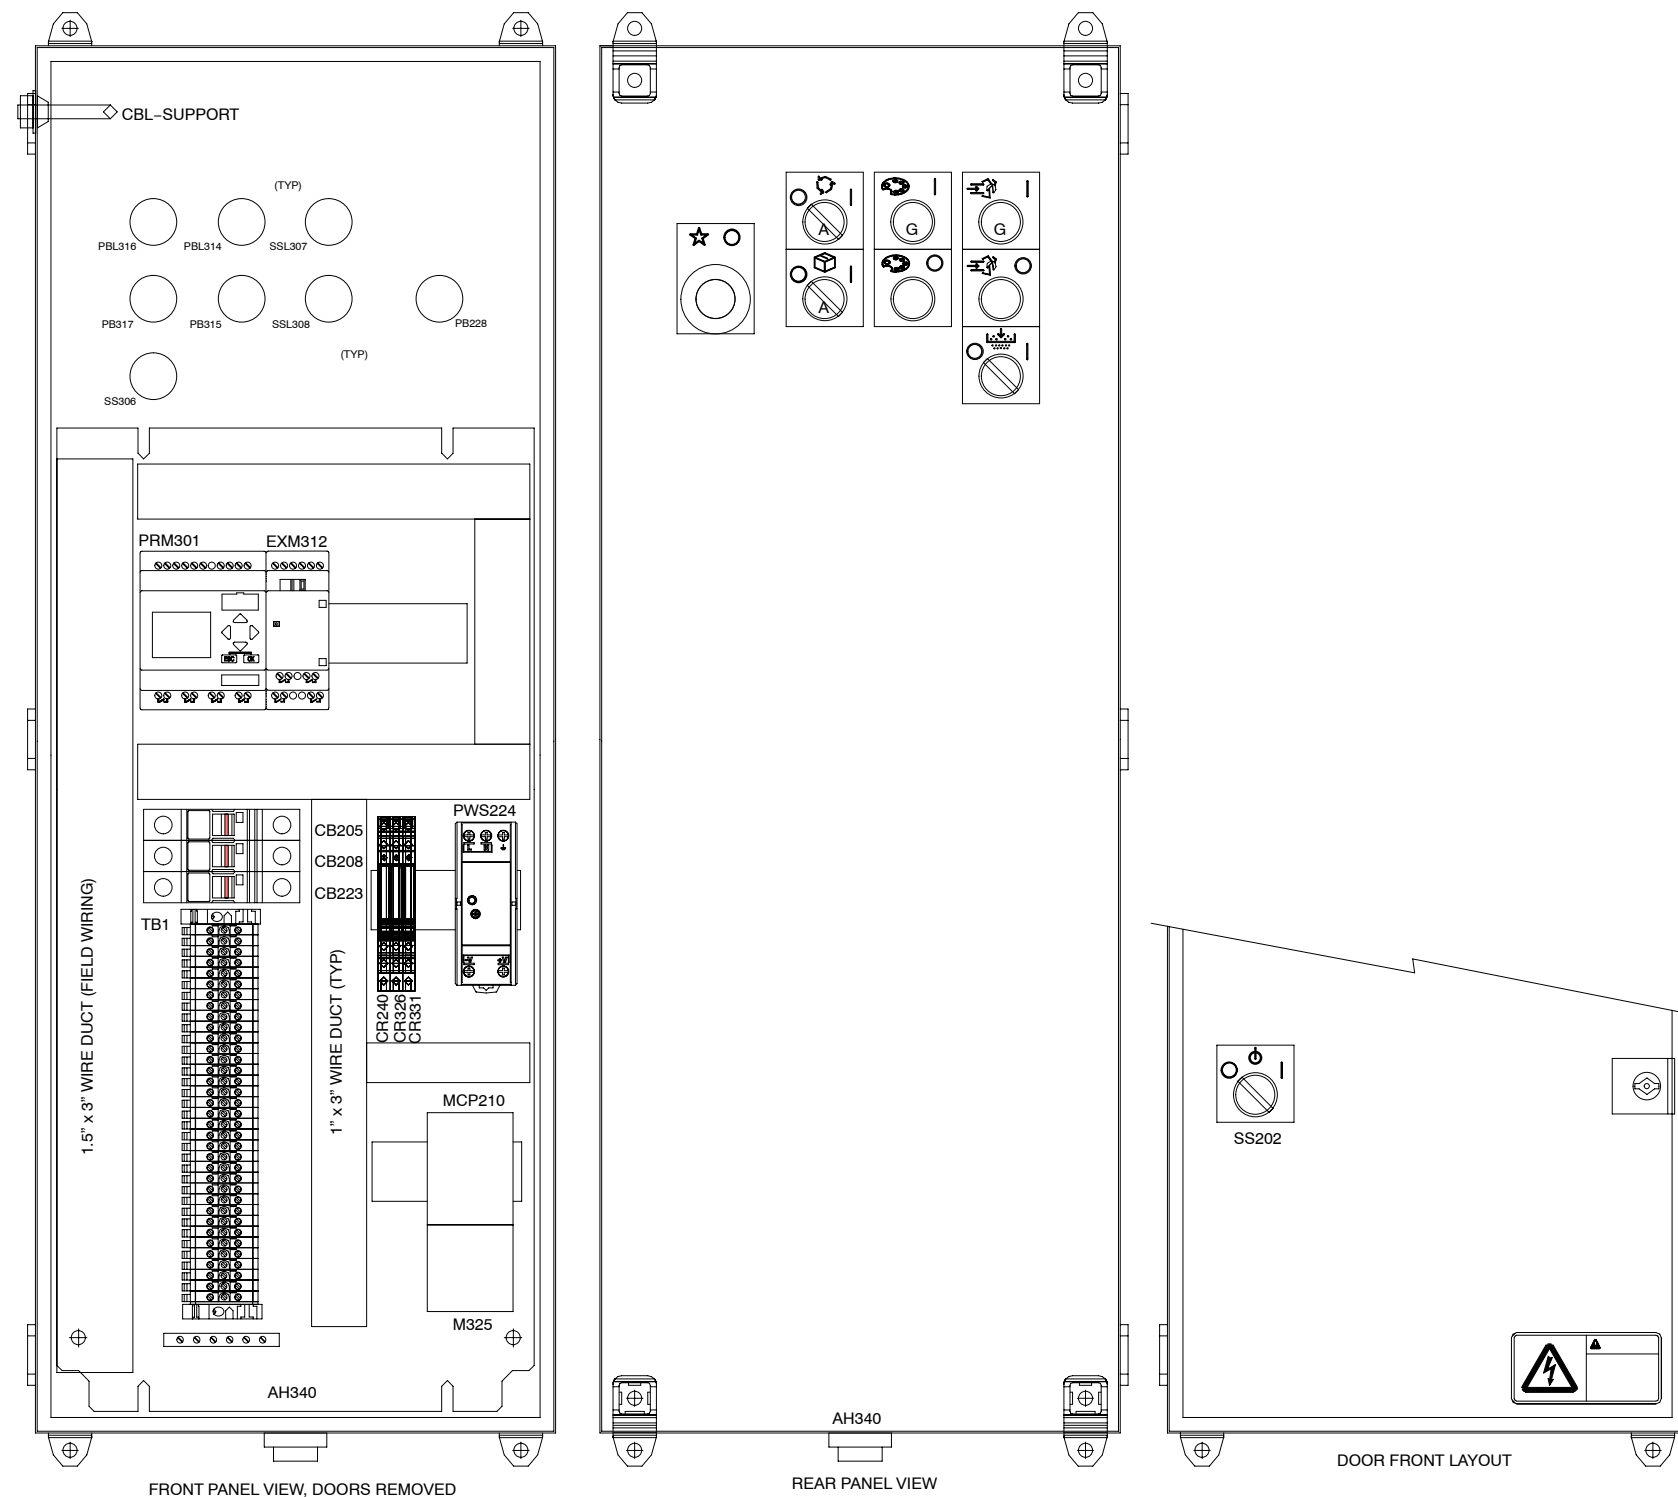 CBL-SUPPORT
(TYP)
PBL316
PBL314
SSL307
PB317
PB315
SSL308
PB228
(TYP)
SS306
PRM301
EXM312
ESC
OK
1.5" x 3" WIRE DUCT (FIELD WIRING)
CB205
CB208
CB223
TB1
1" x 3" WIRE DUCT (TYP)
PWS224
L
N
CR240
CR326
CR331
MCP210
M325
AH340
FRONT PANEL VIEW, DOORS REMOVED
A
G
G
A
AH340
REAR PANEL VIEW
SS202
DOOR FRONT LAYOUT